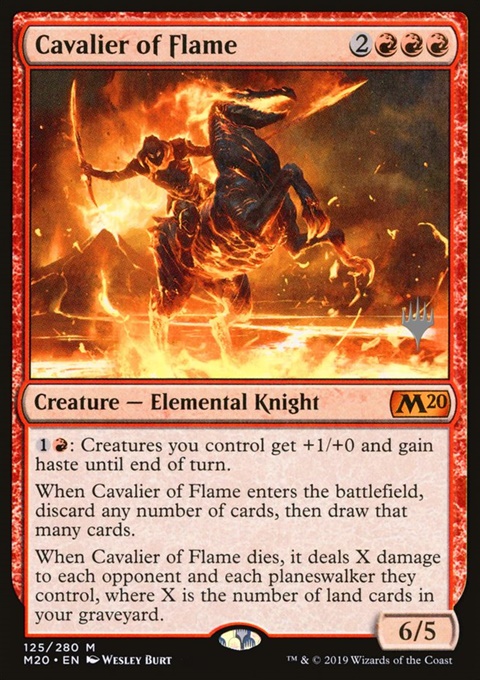 Cavalier of Flame 2
Creature — Elemental Knight
M20
1 : Creatures you control get +1/+0 and gain
haste until end of turn.
When Cavalier of Flame enters the battlefield,
discard any number of cards, then draw that
many cards.
When Cavalier of Flame dies, it deals X damage
to each opponent and each planeswalker they
control, where X is the number of land cards in
your graveyard.
6/5
125/280 M
M20 • EN Wesley Burt
™ & © 2019 Wizards of the Coast